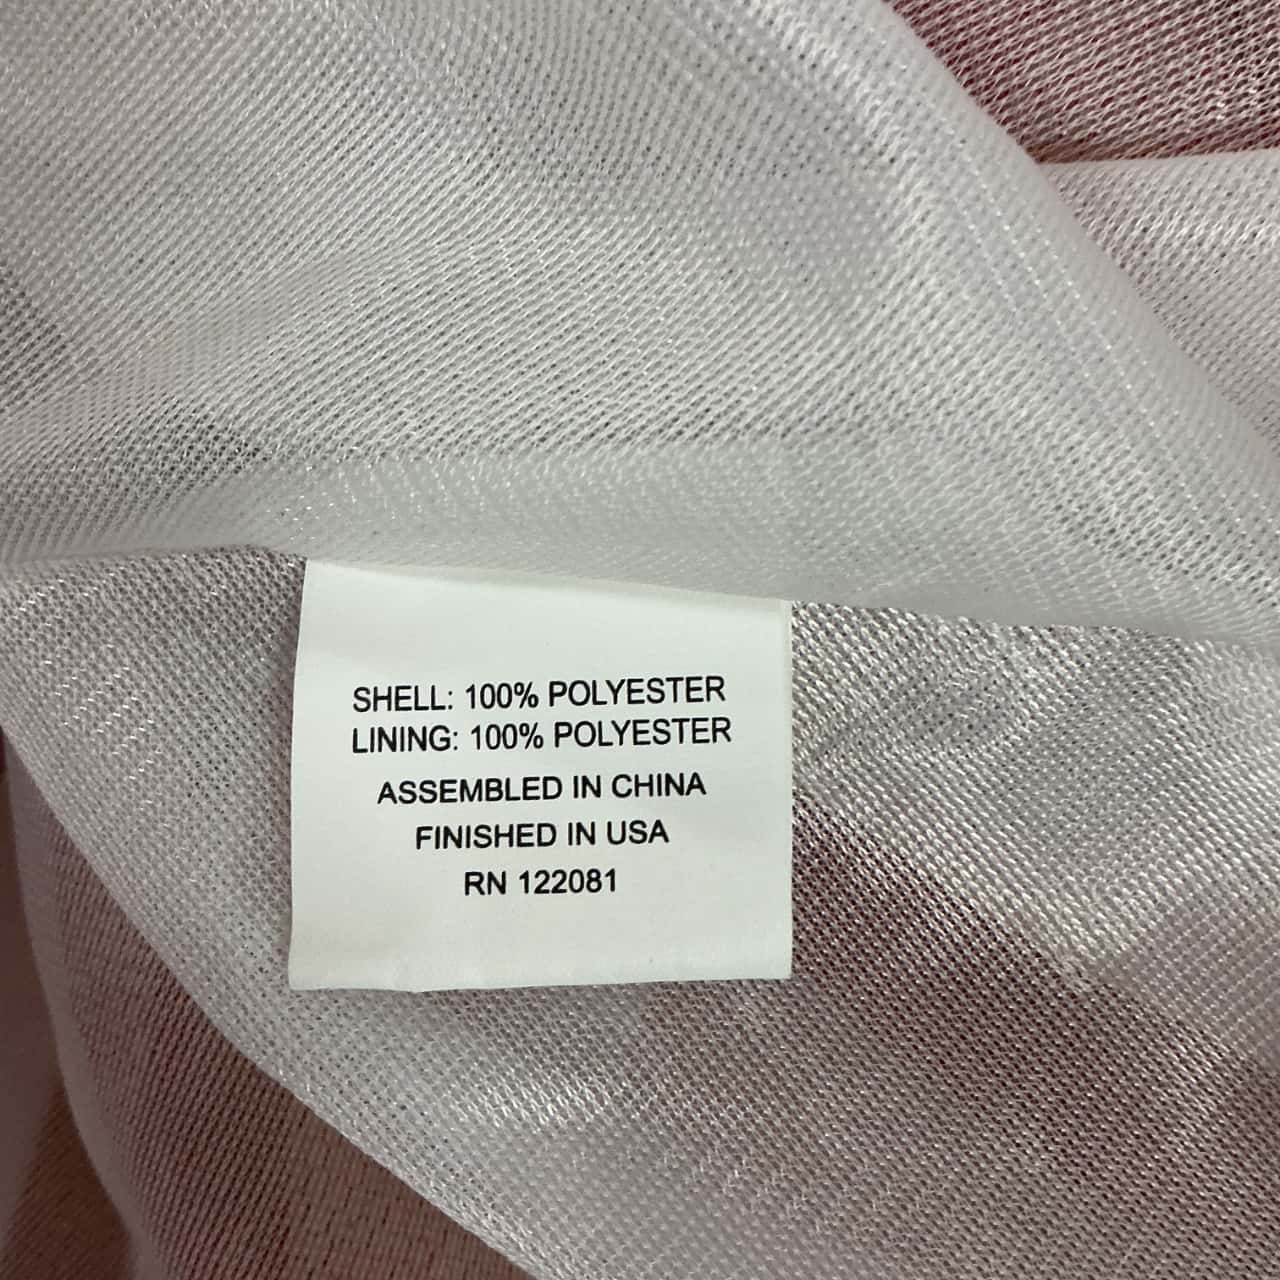 SHELL: 100% POLYESTER
LINING: 100% POLYESTER
ASSEMBLED IN CHINA
FINISHED IN USA
RN 122081